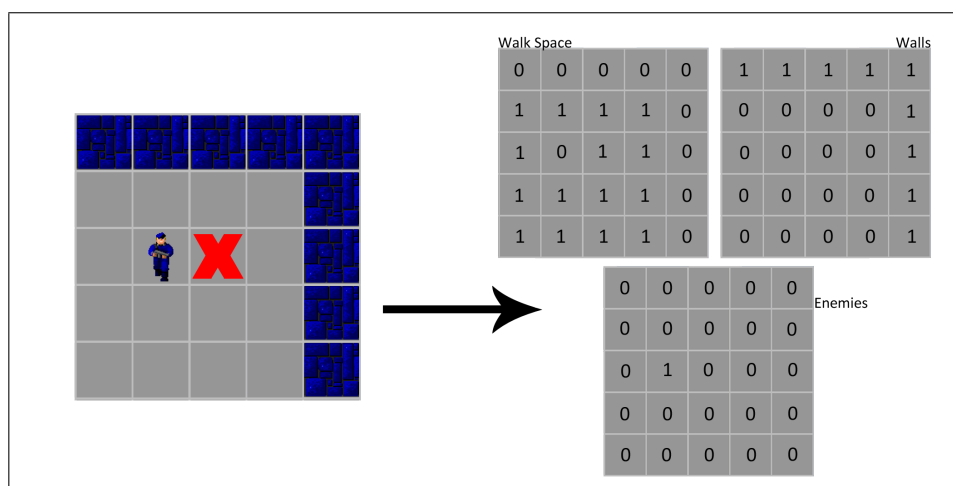 Walk Space
0 0 0 0 0
1 1 1 1 0
1 0 1 1 0
1 1 1 1 0
1 1 1 1 0
Walls
1 1 1 1 1
0 0 0 0 1
0 0 0 0 1
0 0 0 0 1
0 0 0 0 1
X
0 0 0 0 0
0 0 0 0 0
0 1 0 0 0
0 0 0 0 0
0 0 0 0 0
Enemies